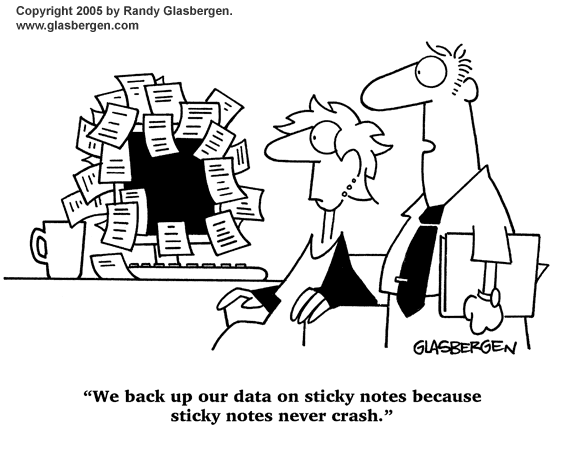 Copyright 2005 by Randy Glasbergen.
www.glasbergen.com
GLASBERGEN
“We back up our data on sticky notes because
sticky notes never crash.”